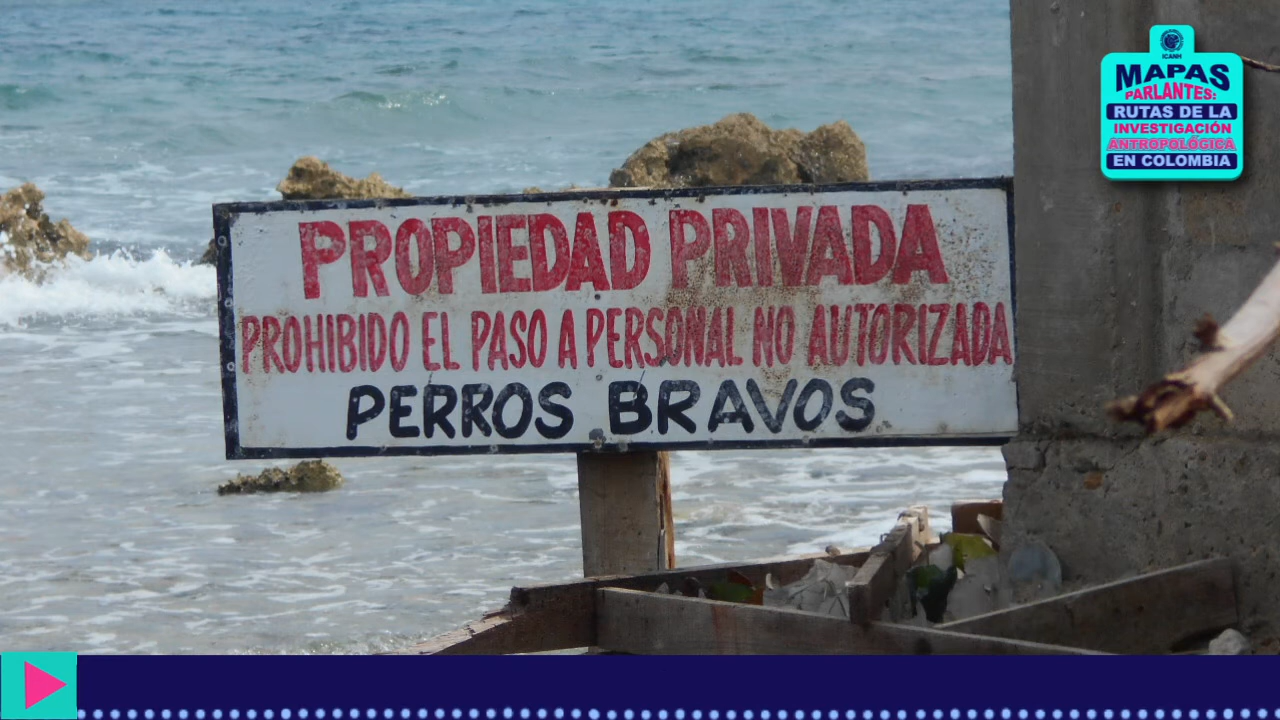 ICANH
MAPAS
PARLANTES:
RUTAS DE LA
INVESTIGACIÓN
ANTROPOLÓGICA
EN COLOMBIA
PROPIEDAD PRIVADA
PROHIBIDO EL PASO A PERSONAL NO AUTORIZADA
PERROS BRAVOS